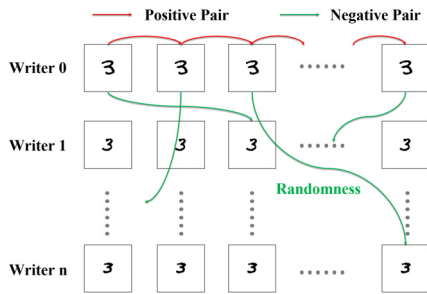 Positive Pair Negative Pair
Writer 0 3 3 3 ...... 3
Writer 1 3 3 3 ...... 3
Randomness
Writer n 3 3 3 ...... 3